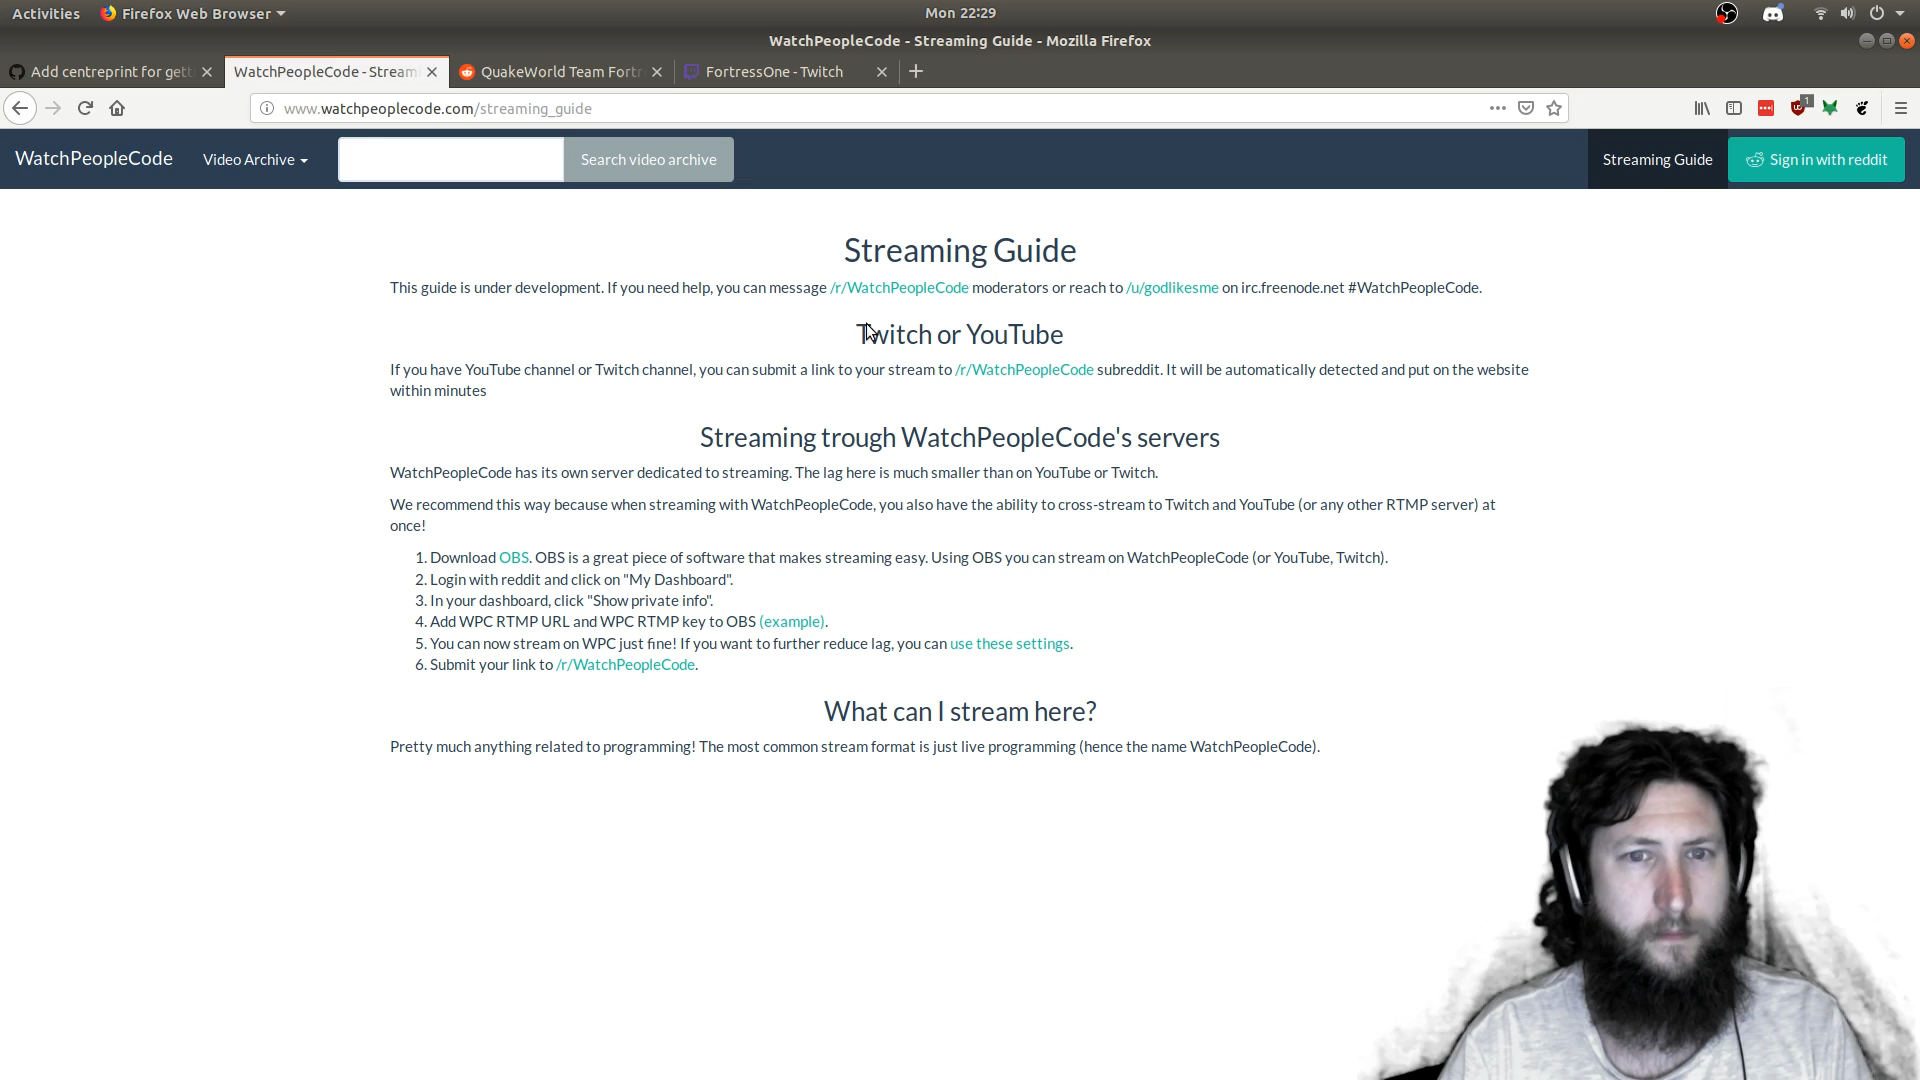 Activities Firefox Web Browser Mon 22:29
WatchPeopleCode - Streaming Guide - Mozilla Firefox
Add centreprint for gett WatchPeopleCode - Stream QuakeWorld Team Fortr FortressOne - Twitch
www.watchpeoplecode.com/streaming_guide 1
WatchPeopleCode Video Archive Search video archive Streaming Guide Sign in with reddit
Streaming Guide
This guide is under development. If you need help, you can message /r/WatchPeopleCode moderators or reach to /u/godlikesme on irc.freenode.net #WatchPeopleCode.
Twitch or YouTube
If you have YouTube channel or Twitch channel, you can submit a link to your stream to /r/WatchPeopleCode subreddit. It will be automatically detected and put on the website
within minutes
Streaming trough WatchPeopleCode's servers
WatchPeopleCode has its own server dedicated to streaming. The lag here is much smaller than on YouTube or Twitch.
We recommend this way because when streaming with WatchPeopleCode, you also have the ability to cross-stream to Twitch and YouTube (or any other RTMP server) at
once!
1. Download OBS. OBS is a great piece of software that makes streaming easy. Using OBS you can stream on WatchPeopleCode (or YouTube, Twitch).
2. Login with reddit and click on "My Dashboard".
3. In your dashboard, click "Show private info".
4. Add WPC RTMP URL and WPC RTMP key to OBS (example).
5. You can now stream on WPC just fine! If you want to further reduce lag, you can use these settings.
6. Submit your link to /r/WatchPeopleCode.
What can I stream here?
Pretty much anything related to programming! The most common stream format is just live programming (hence the name WatchPeopleCode).